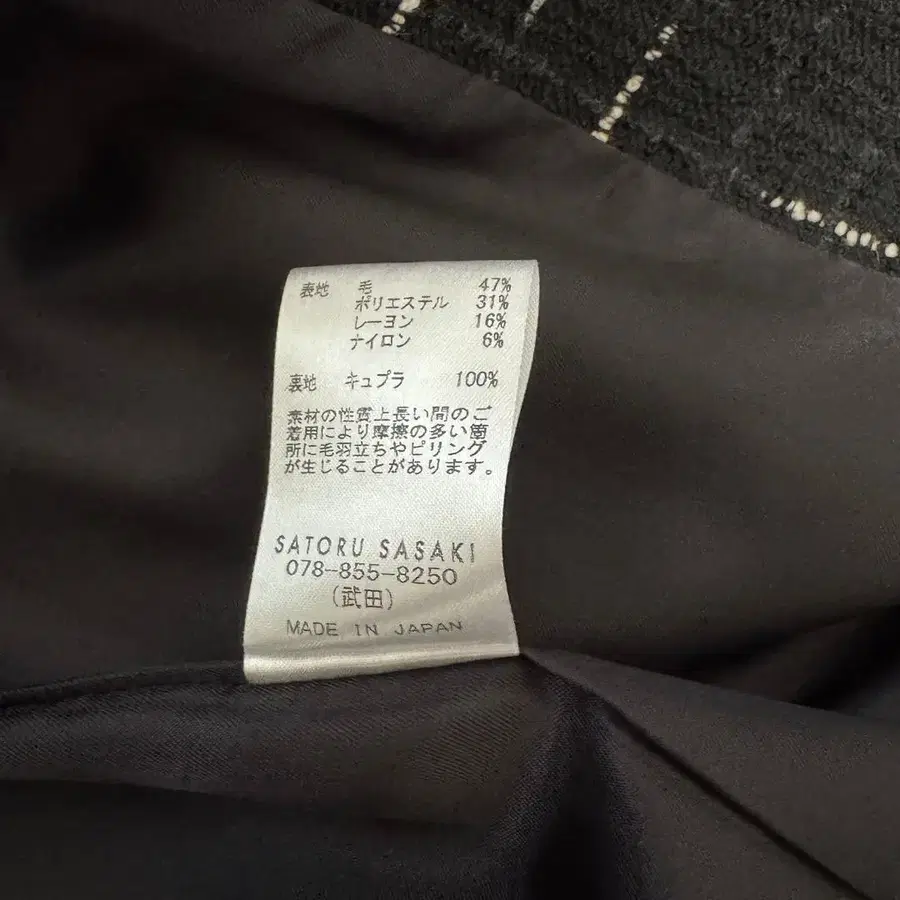 表地 毛 47%
ポリエステル 31%
レーヨン 16%
ナイロン 6%
裏地 キュプラ 100%
素材の性質上長い間のご
着用により摩擦の多い箇
所に毛羽立ちやピリング
が生じることがあります。
SATORU SASAKI
078-855-8250
(武田)
MADE IN JAPAN